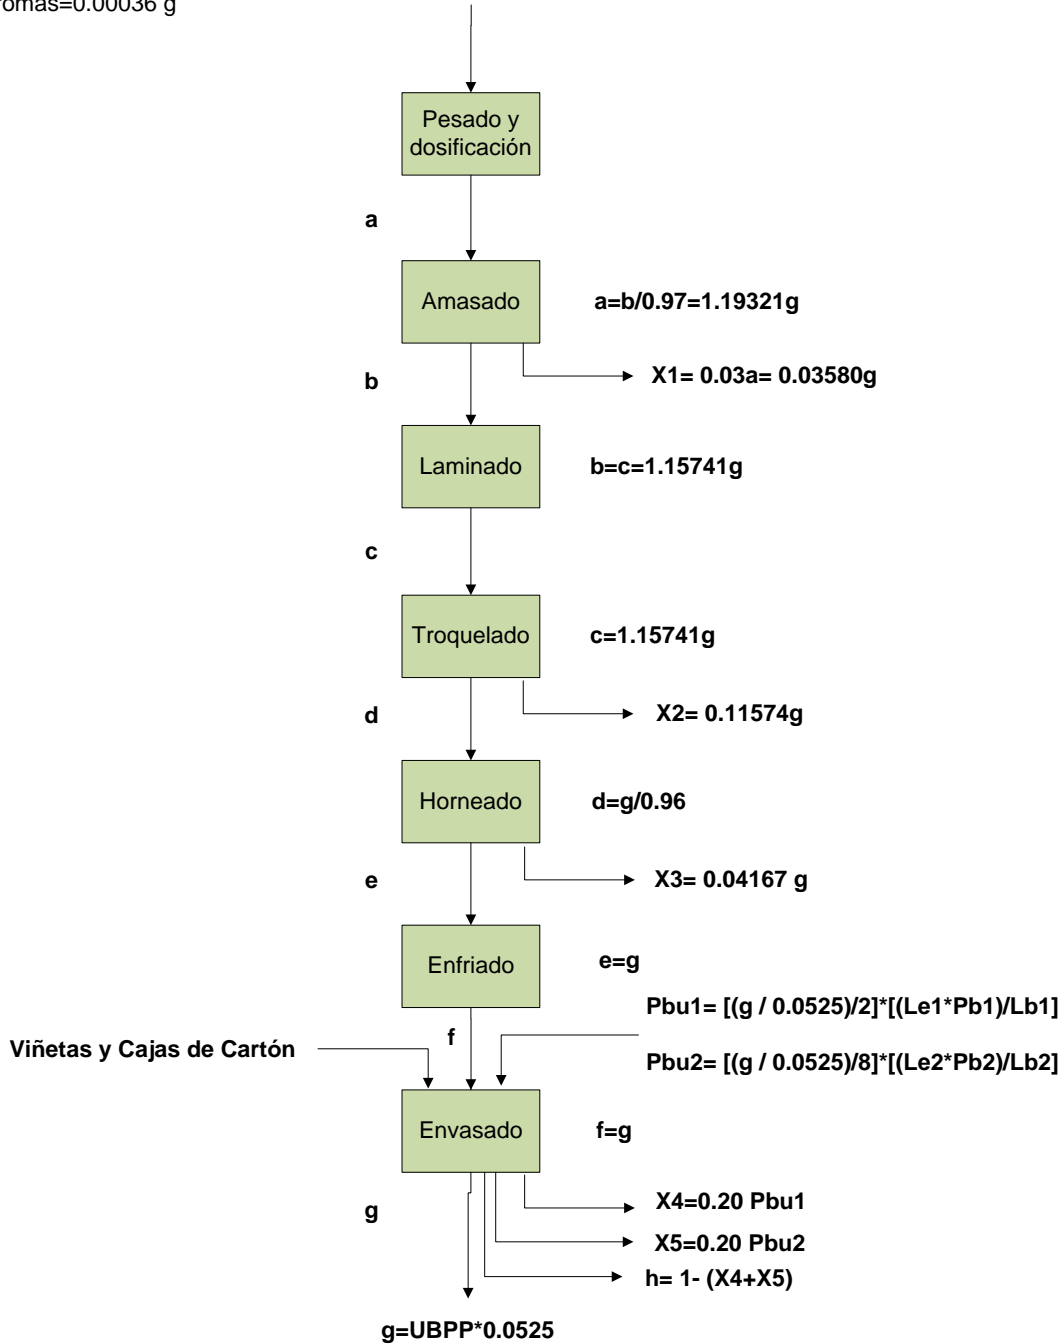 =0.00036 g
Pesado y
dosificación
a
Amasado
a=b/0.97=1.19321g
X1= 0.03a= 0.03580g
b
Laminado
b=c=1.15741g
c
Troquelado
c=1.15741g
X2= 0.11574g
d
Horneado
d=g/0.96
X3= 0.04167 g
e
Enfriado
e=g
Pbu1= [(g / 0.0525)/2]*[(Le1*Pb1)/Lb1]
Viñetas y Cajas de Cartón
f
Pbu2= [(g / 0.0525)/8]*[(Le2*Pb2)/Lb2]
Envasado
f=g
g
X4=0.20 Pbu1
X5=0.20 Pbu2
h= 1- (X4+X5)
g=UBPP*0.0525